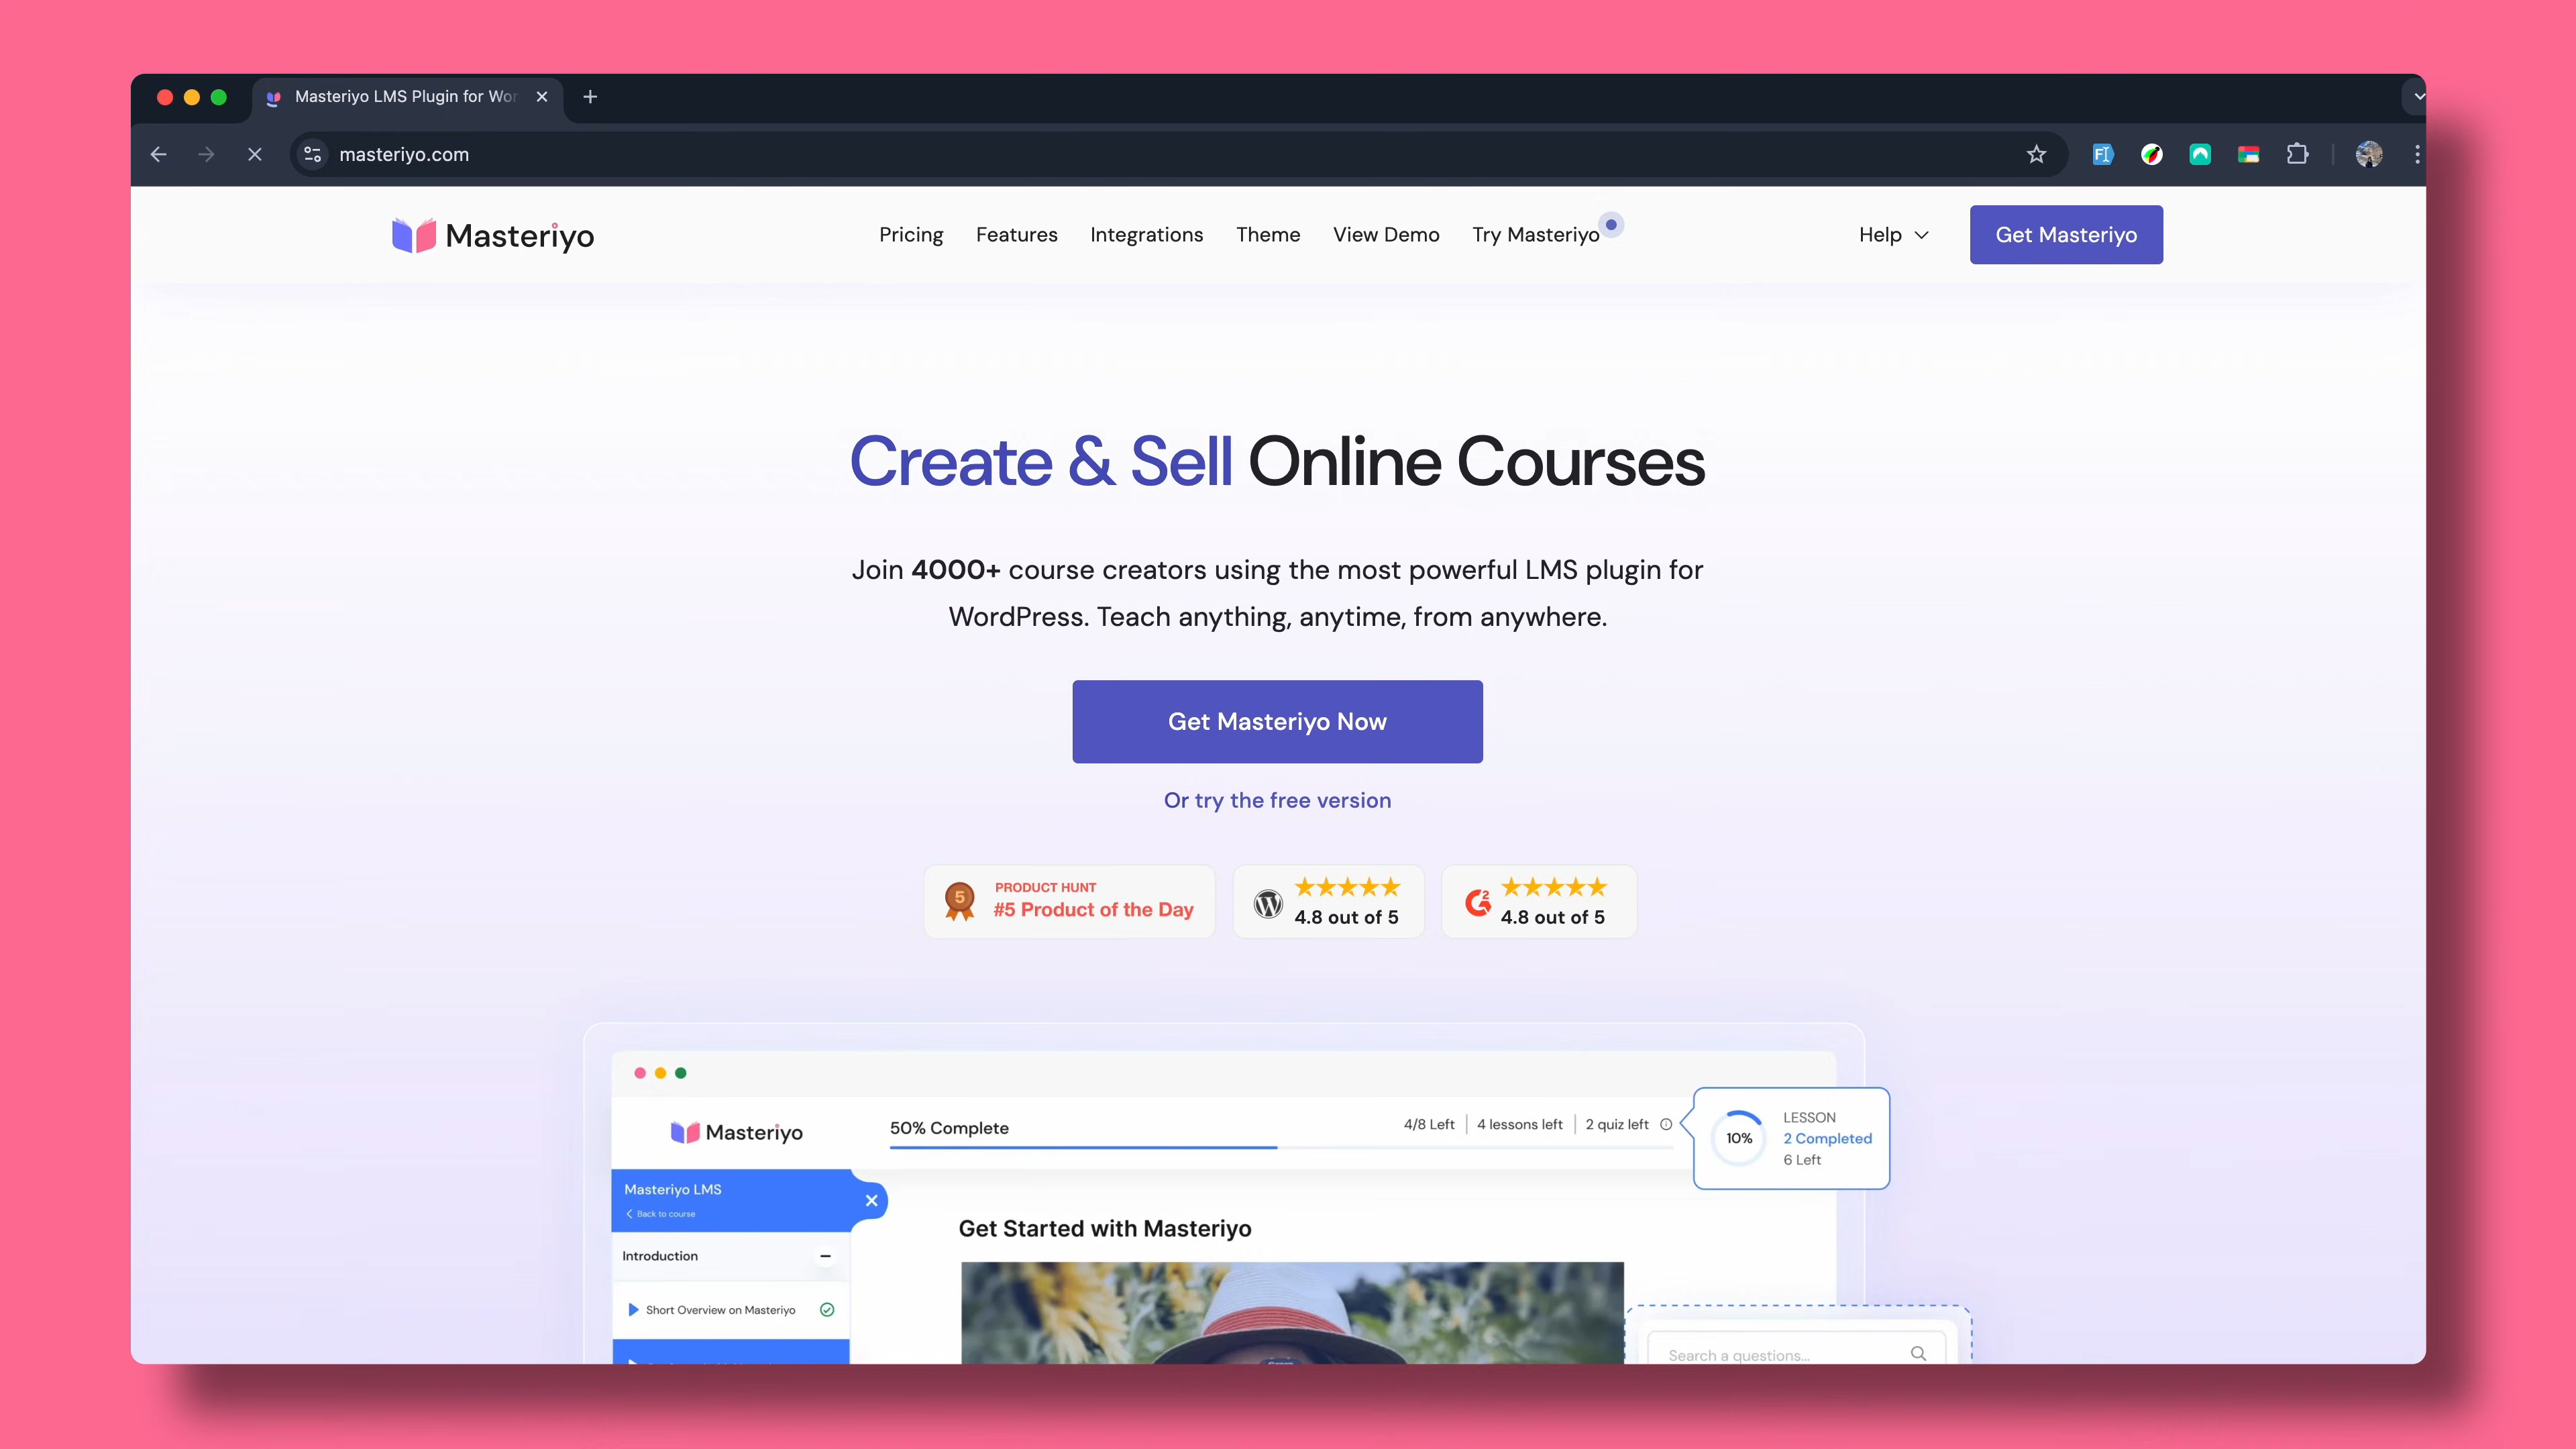 Masteriyo LMS Plugin for Wor
masteriyo.com
Masteriyo
Pricing
Features
Integrations
Theme
View Demo
Try Masteriyo
Help
Get Masteriyo
Create & Sell Online Courses
Join 4000+ course creators using the most powerful LMS plugin for
WordPress. Teach anything, anytime, from anywhere.
Get Masteriyo Now
Or try the free version
5
PRODUCT HUNT
#5 Product of the Day
4.8 out of 5
4.8 out of 5
Masteriyo
50% Complete
4/8 Left
4 lessons left
2 quiz left
10%
LESSON
2 Completed
6 Left
Masteriyo LMS
Back to course
Get Started with Masteriyo
Introduction
Short Overview on Masteriyo
Search a questions...